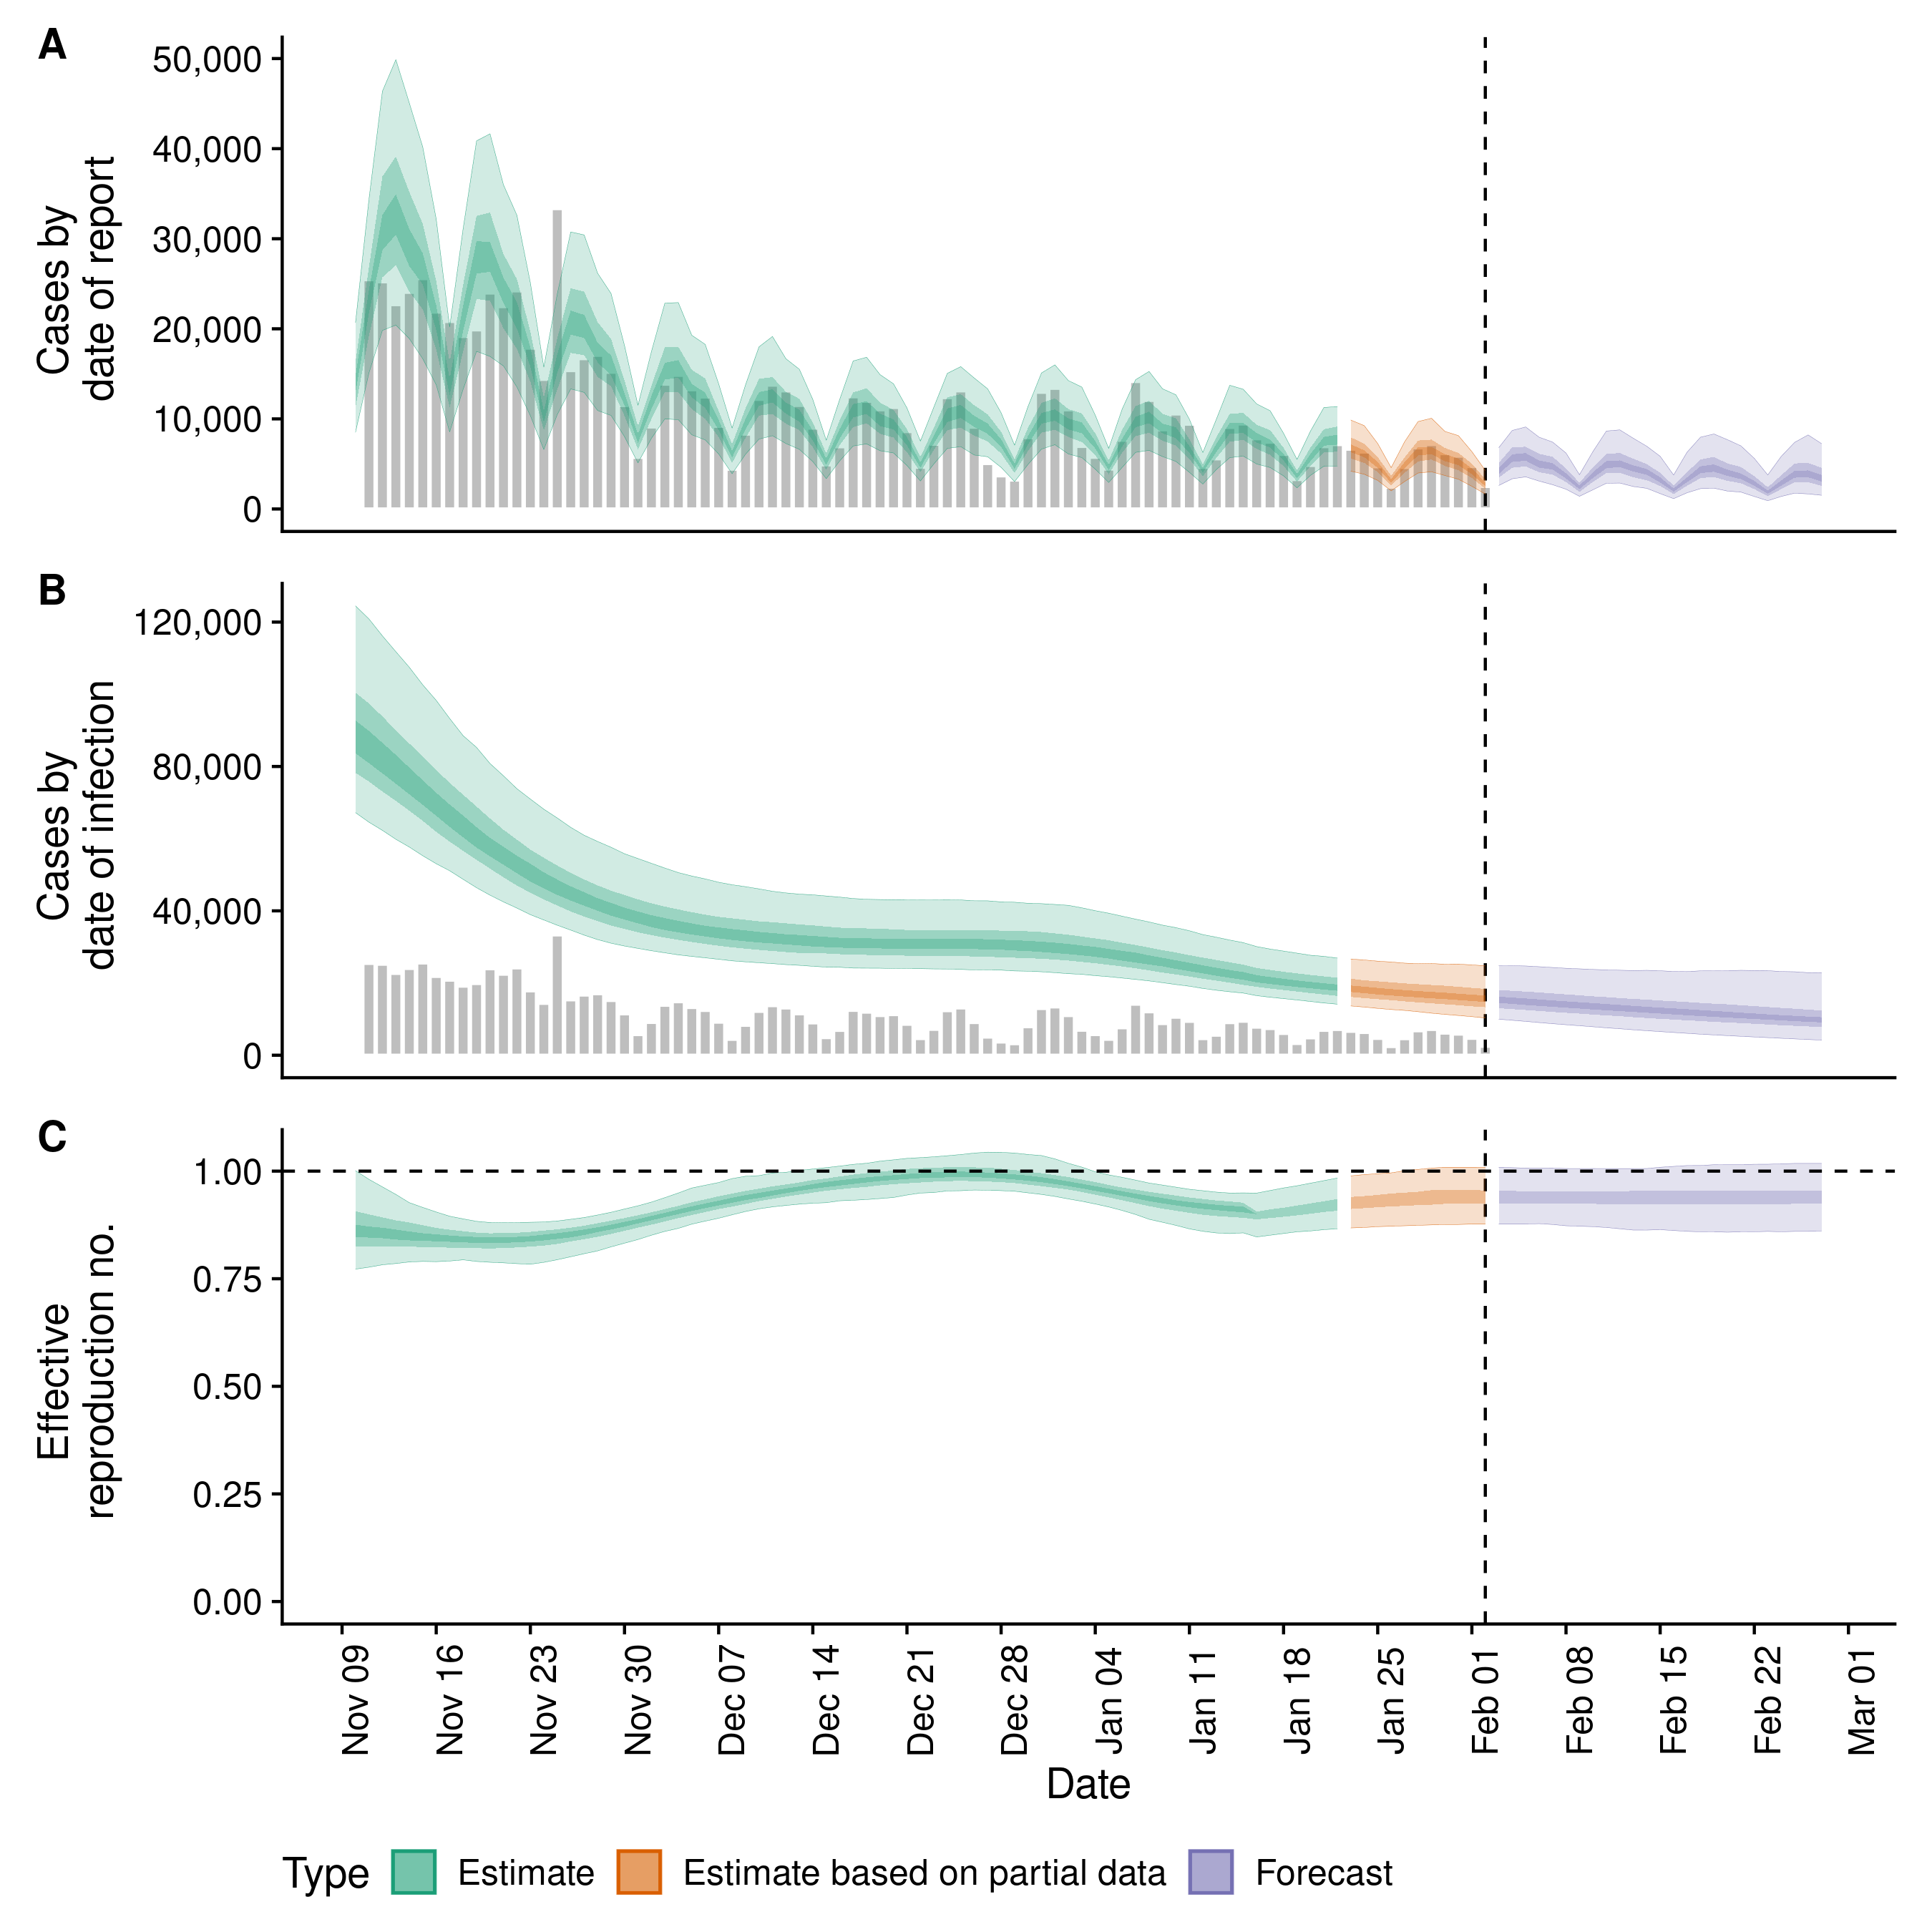 A
50,000
40,000
30,000
20,000
10,000
0
Cases by
date of report
B
120,000
80,000
40,000
0
Cases by
date of infection
C
1.00
0.75
0.50
0.25
0.00
Effective
reproduction no.
Nov 09
Nov 16
Nov 23
Nov 30
Dec 07
Dec 14
Dec 21
Dec 28
Jan 04
Jan 11
Jan 18
Jan 25
Feb 01
Feb 08
Feb 15
Feb 22
Mar 01
Date
Type Estimate Estimate based on partial data Forecast